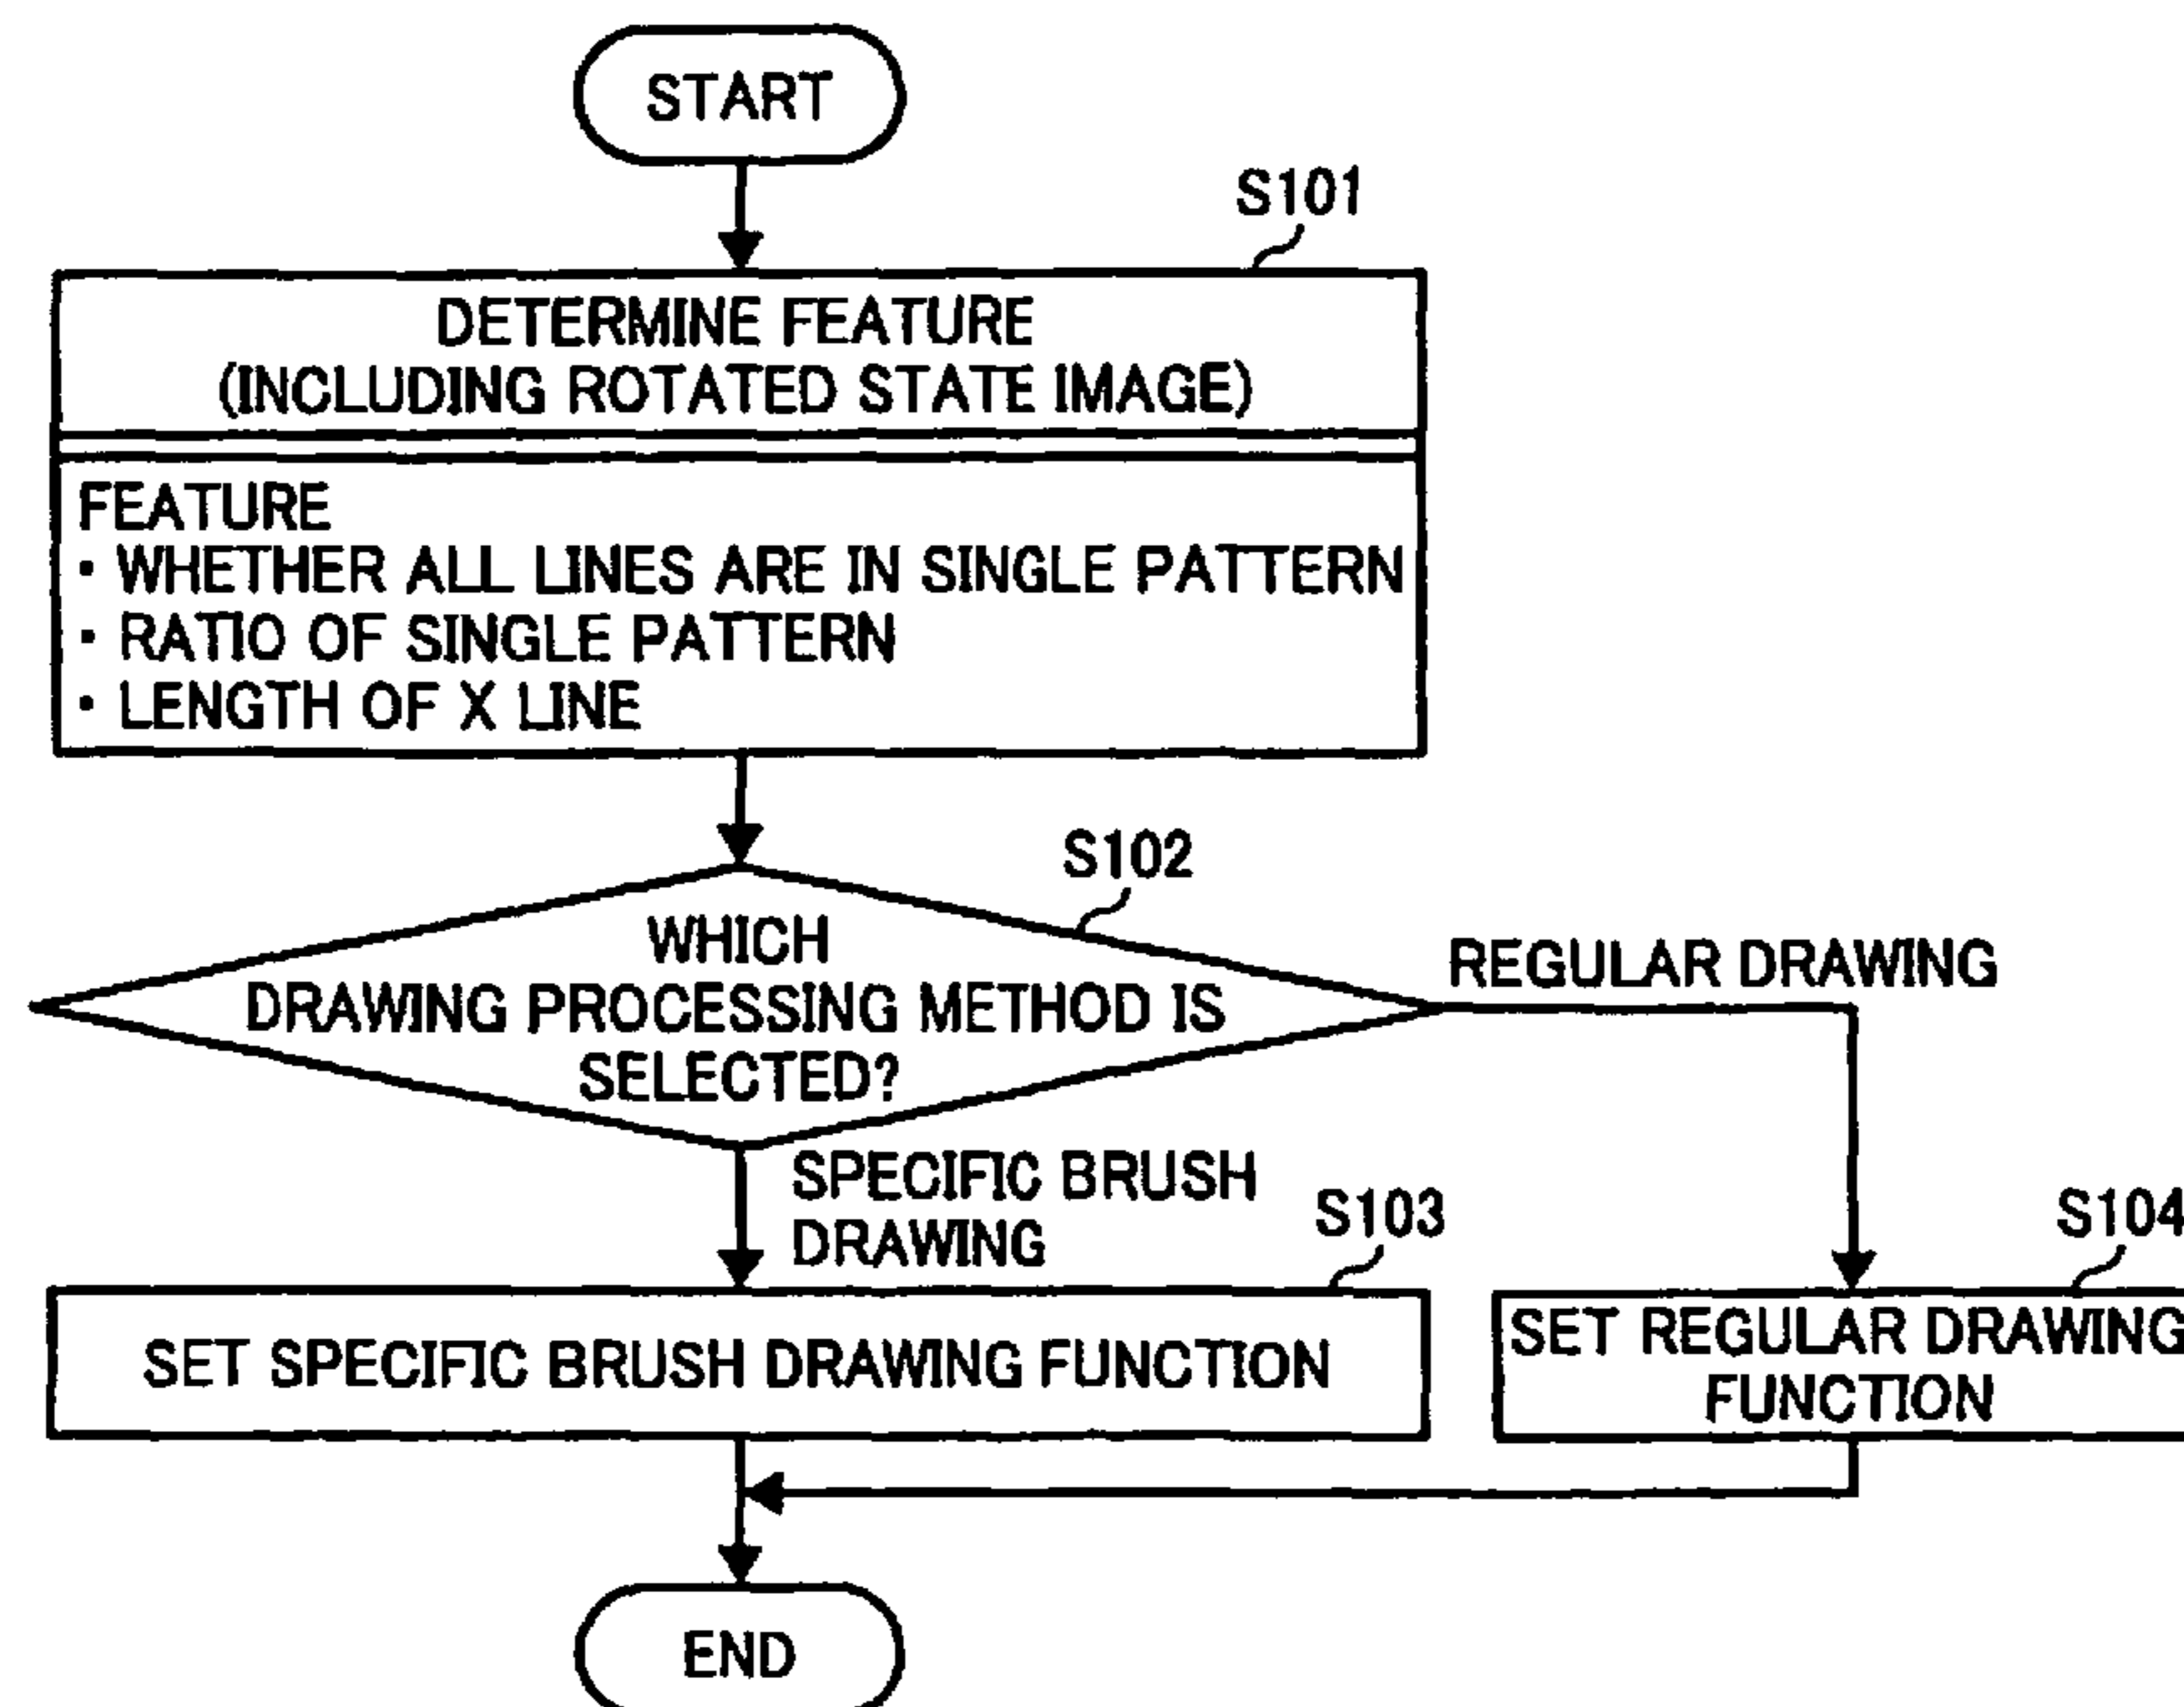 START
S101
DETERMINE FEATURE
(INCLUDING ROTATED STATE IMAGE)
FEATURE
・WHETHER ALL LINES ARE IN SINGLE PATTERN
・RATIO OF SINGLE PATTERN
・LENGTH OF X LINE
S102
WHICH
DRAWING PROCESSING METHOD IS
SELECTED?
REGULAR DRAWING
SPECIFIC BRUSH
DRAWING
S103
SET SPECIFIC BRUSH DRAWING FUNCTION
S104
SET REGULAR DRAWING
FUNCTION
END